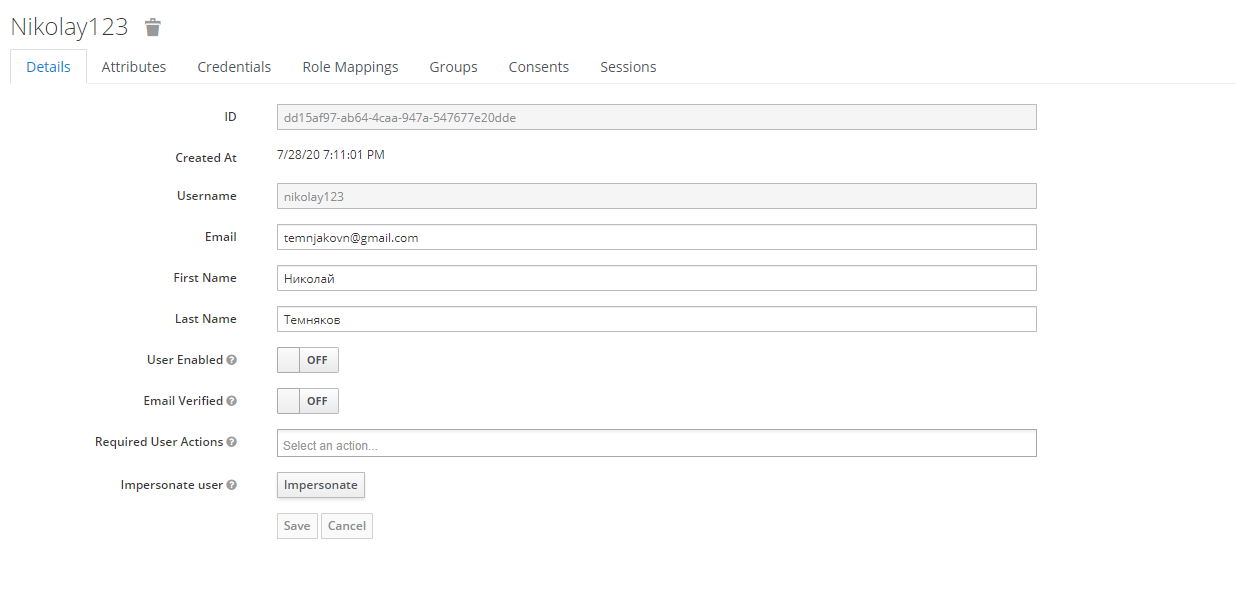 Nikolay123
Details Attributes Credentials Role Mappings Groups Consents Sessions
ID dd15af97-ab64-4caa-947a-547677e20dde
Created At 7/28/20 7:11:01 PM
Username nikolay123
Email temnjakovn@gmail.com
First Name Николай
Last Name Темняков
User Enabled OFF
Email Verified OFF
Required User Actions Select an action...
Impersonate user Impersonate
Save Cancel